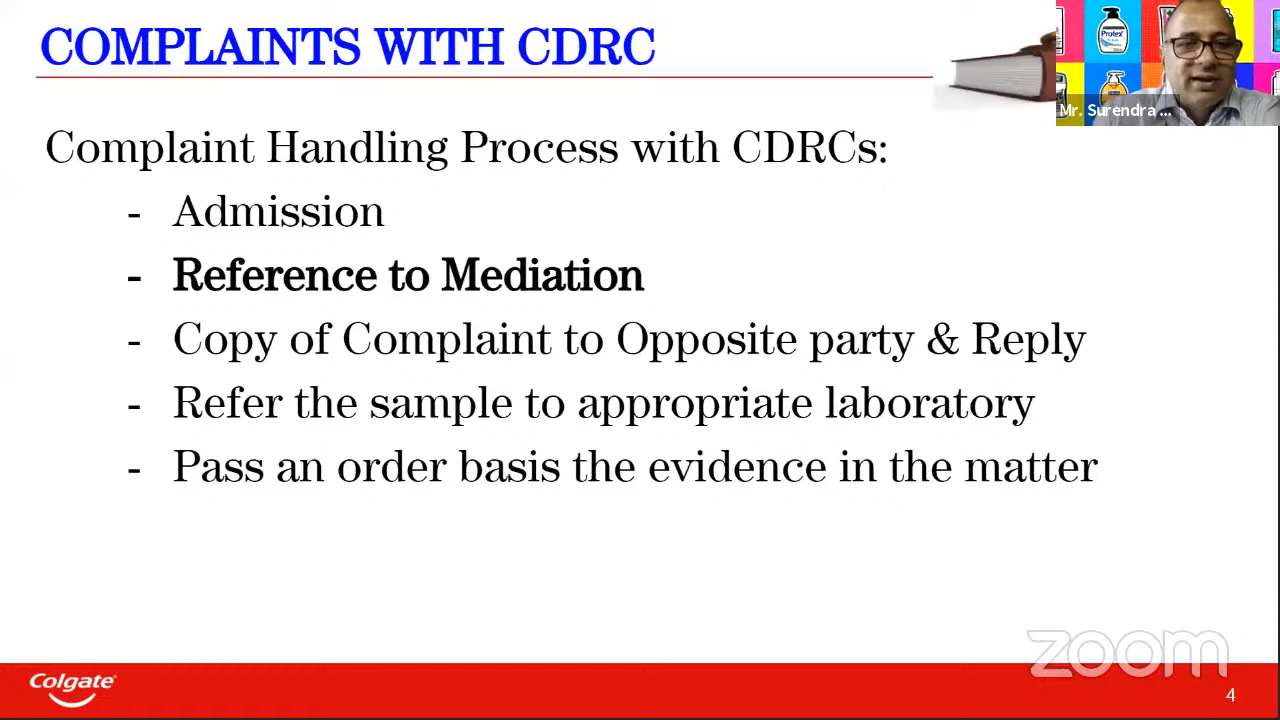 COMPLAINTS WITH CDRC
Protex
Mr. Surendra ...
Complaint Handling Process with CDRCs:
- Admission
- Reference to Mediation
- Copy of Complaint to Opposite party & Reply
- Refer the sample to appropriate laboratory
- Pass an order basis the evidence in the matter
zoom
Colgate
4